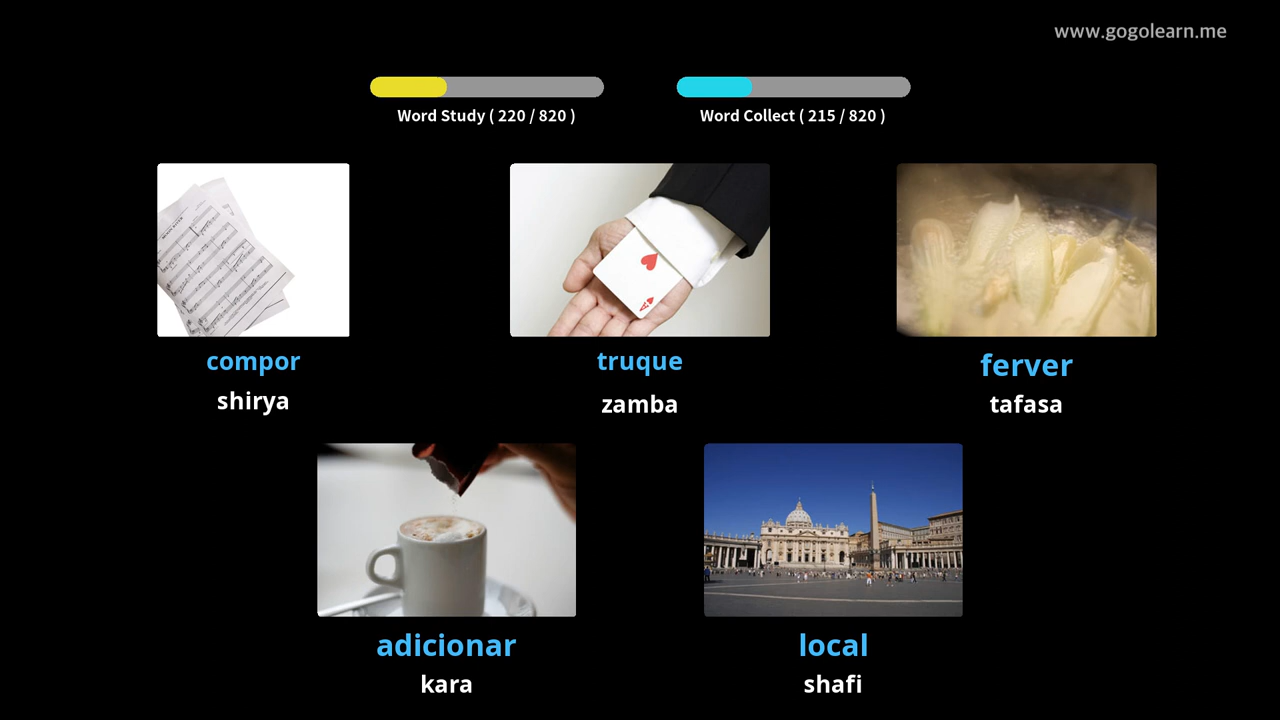 www.gogolearn.me
Word Study ( 220 / 820 )
Word Collect ( 215 / 820 )
compor
shirya
truque
zamba
ferver
tafasa
adicionar
kara
local
shafi